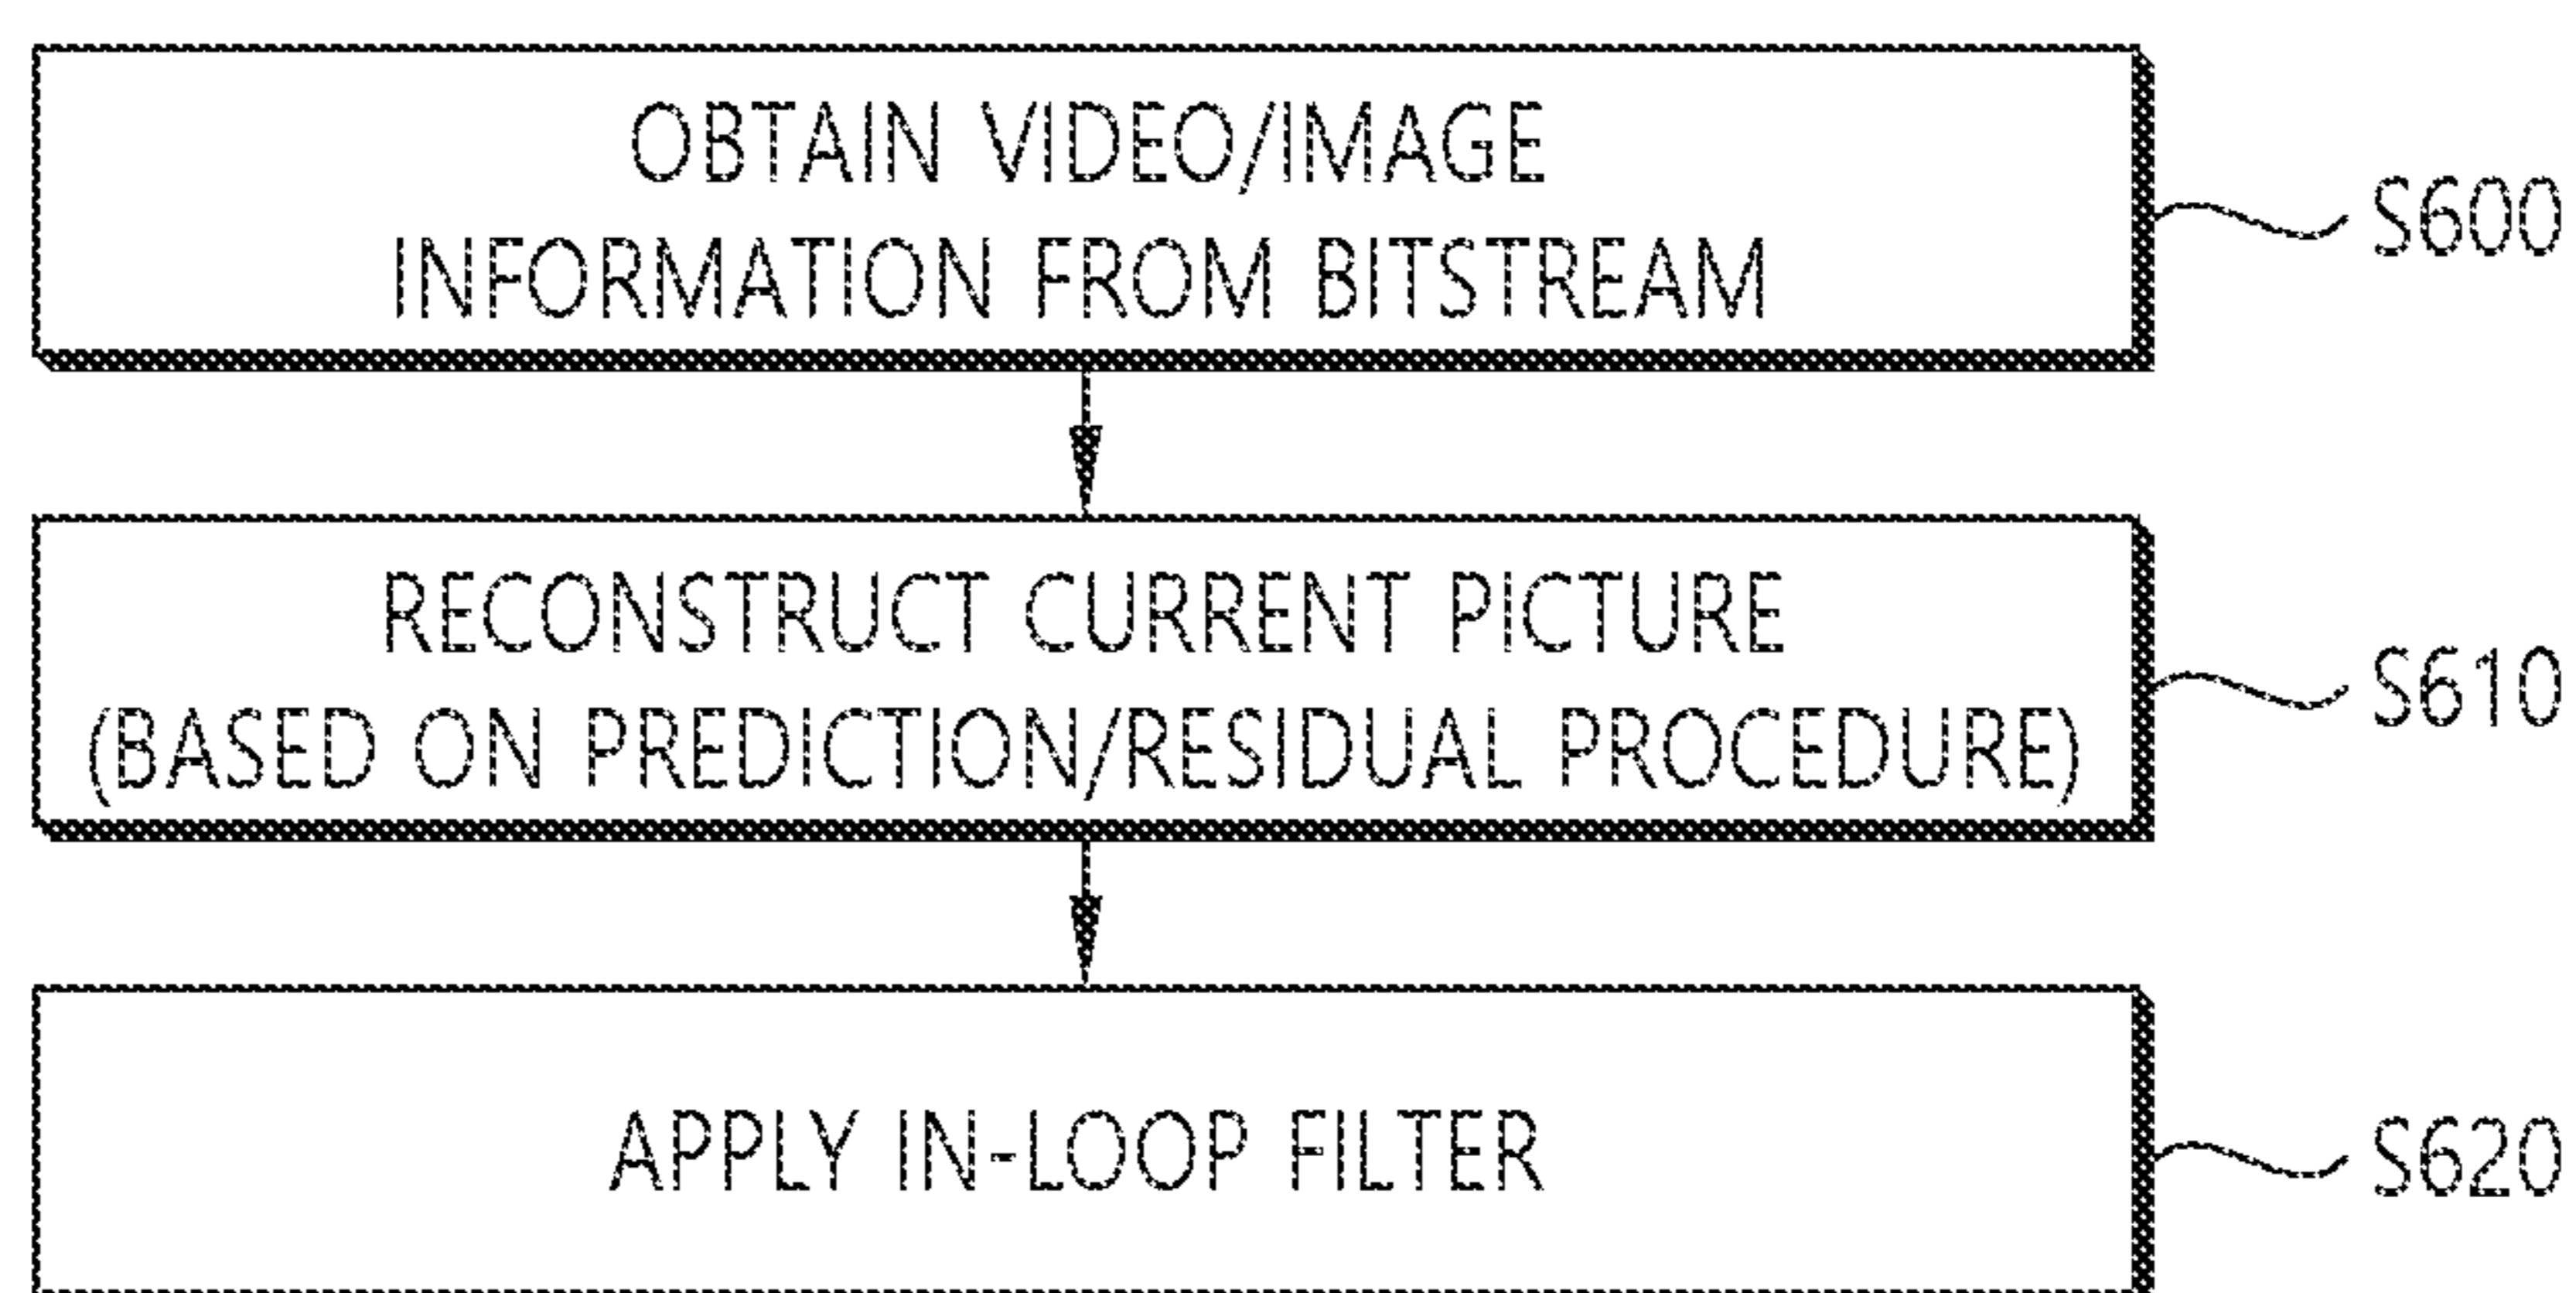 OBTAIN VIDEO/IMAGE
INFORMATION FROM BITSTREAM
S600
RECONSTRUCT CURRENT PICTURE
(BASED ON PREDICTION/RESIDUAL PROCEDURE)
S610
APPLY IN-LOOP FILTER
S620